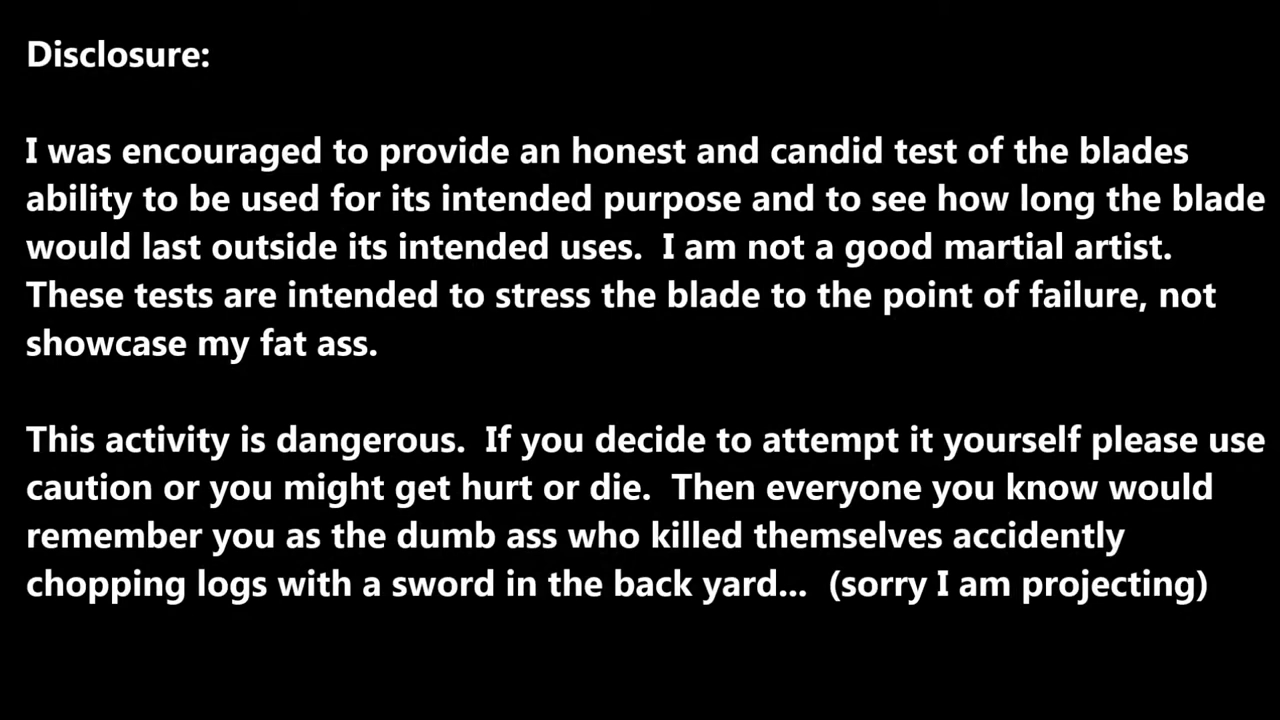 Disclosure:
I was encouraged to provide an honest and candid test of the blades
ability to be used for its intended purpose and to see how long the blade
would last outside its intended uses.  I am not a good martial artist.
These tests are intended to stress the blade to the point of failure, not
showcase my fat ass.
This activity is dangerous.  If you decide to attempt it yourself please use
caution or you might get hurt or die.  Then everyone you know would
remember you as the dumb ass who killed themselves accidently
chopping logs with a sword in the back yard...  (sorry I am projecting)